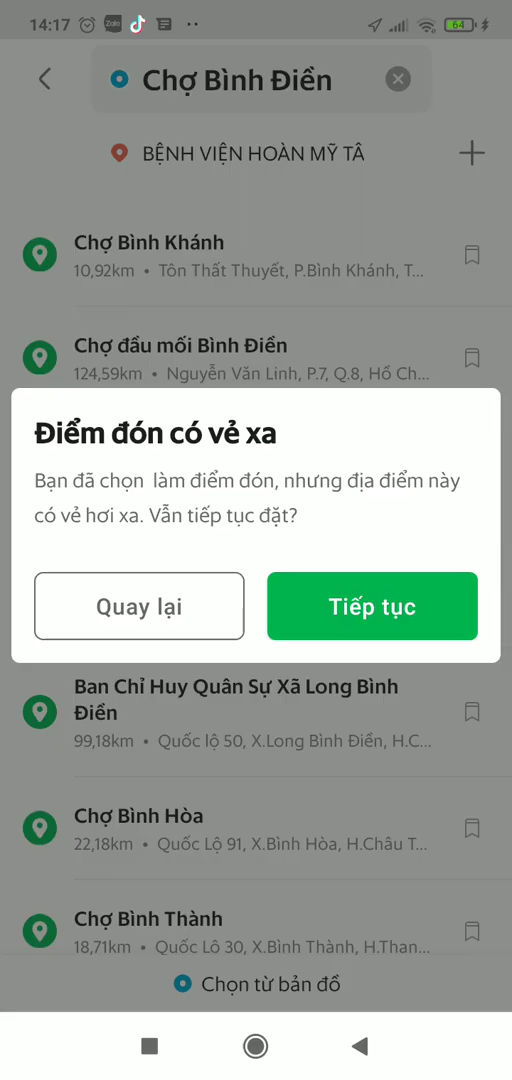 14:17
Zalo
64
Chợ Bình Điền
BỆNH VIỆN HOÀN MỸ TÂ
Chợ Bình Khánh
10,92km • Tôn Thất Thuyết, P.Bình Khánh, T...
Chợ đầu mối Bình Điền
124,59km • Nguyễn Văn Linh, P.7, Q.8, Hồ Ch...
Điểm đón có vẻ xa
Bạn đã chọn làm điểm đón, nhưng địa điểm này
có vẻ hơi xa. Vẫn tiếp tục đặt?
Quay lại
Tiếp tục
Ban Chỉ Huy Quân Sự Xã Long Bình
Điền
99,18km • Quốc lộ 50, X.Long Bình Điền, H.C...
Chợ Bình Hòa
22,18km • Quốc Lộ 91, X.Bình Hòa, H.Châu T...
Chợ Bình Thành
18,71km • Quốc Lộ 30, X.Bình Thành, H.Than...
Chọn từ bản đồ